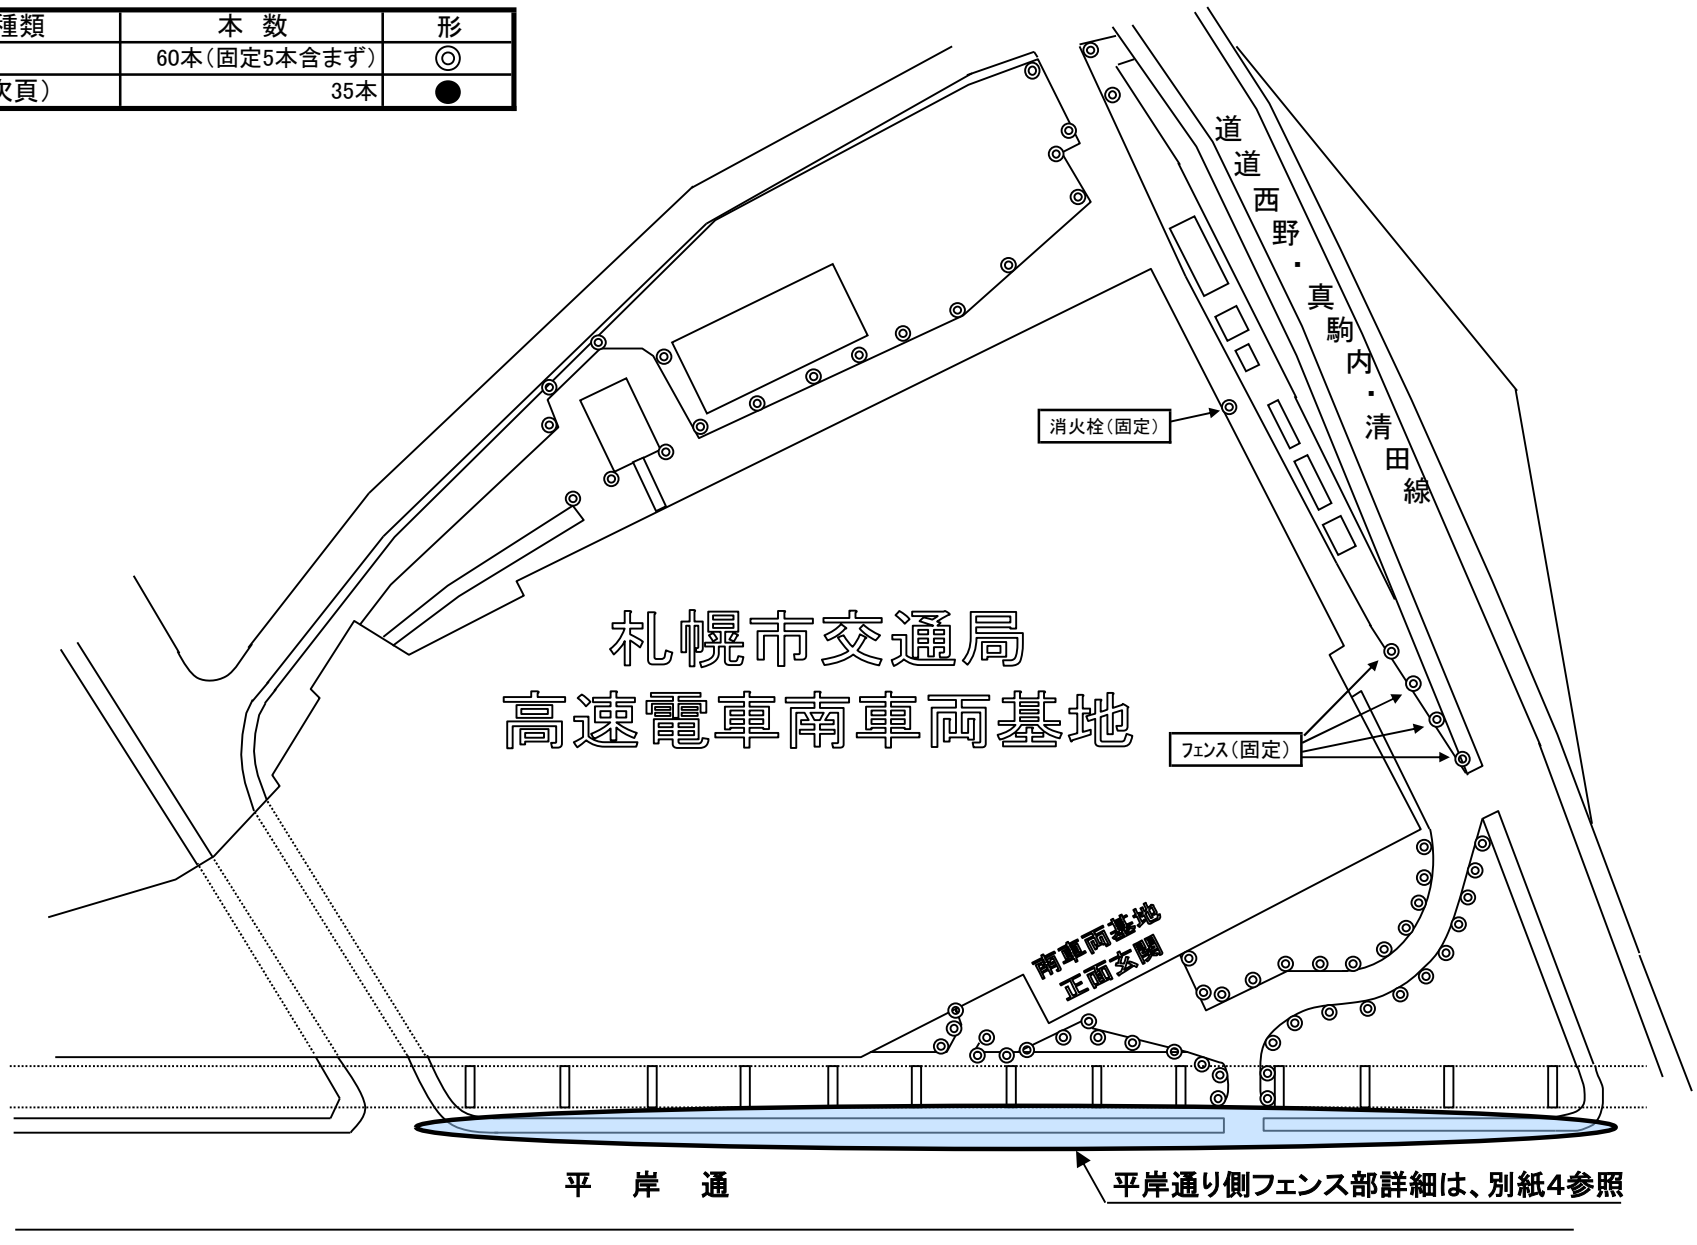 種類 本 数 形
60本(固定5本含まず) ◎
次頁) 35本 ●
道道西野・真駒内・清田線
消火栓(固定)
札幌市交通局
高速電車南車両基地
フェンス(固定)
南車両基地
正面玄関
平 岸 通
平岸通り側フェンス部詳細は、別紙4参照